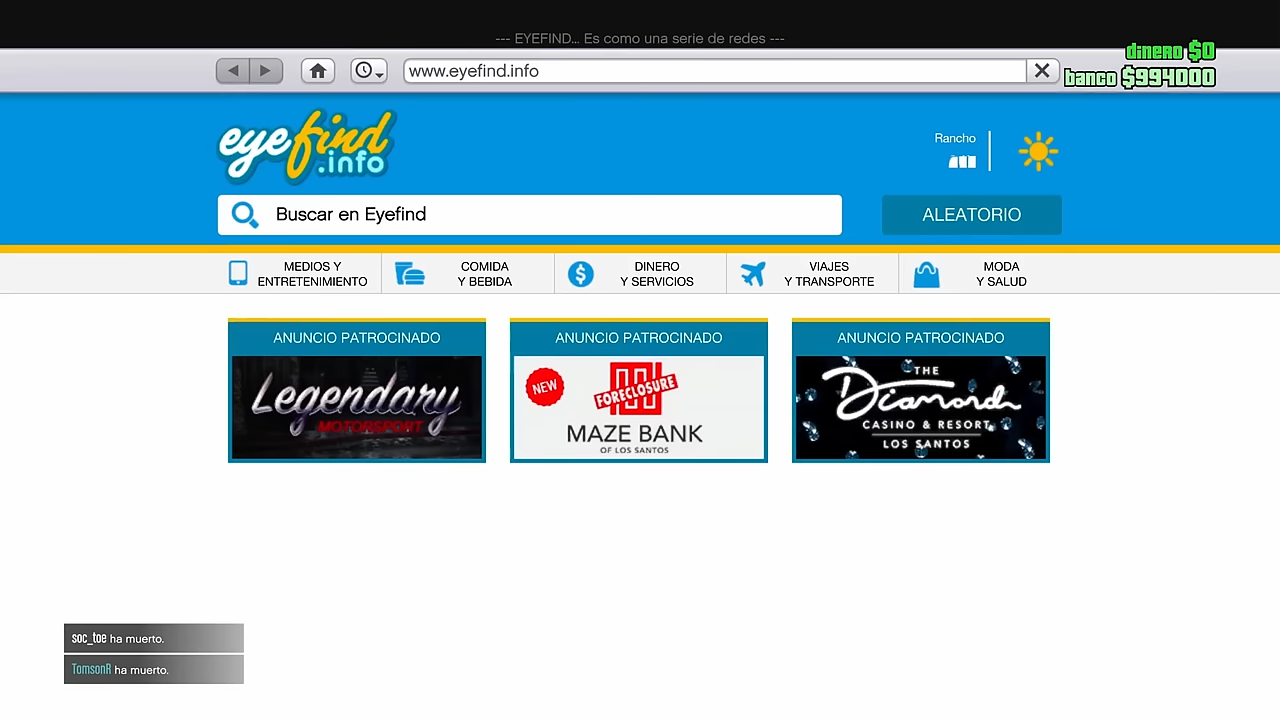 --- EYEFIND... Es como una serie de redes ---
dinero $0
www.eyefind.info
banco $994000
eyefind
.info
Rancho
Buscar en Eyefind
ALEATORIO
MEDIOS Y
ENTRETENIMIENTO
COMIDA
Y BEBIDA
DINERO
Y SERVICIOS
VIAJES
Y TRANSPORTE
MODA
Y SALUD
ANUNCIO PATROCINADO
Legendary
MOTORSPORT
ANUNCIO PATROCINADO
NEW
FORECLOSURE
MAZE BANK
OF LOS SANTOS
ANUNCIO PATROCINADO
THE
Diamond
CASINO & RESORT
LOS SANTOS
soc_toe ha muerto.
TomsonR ha muerto.